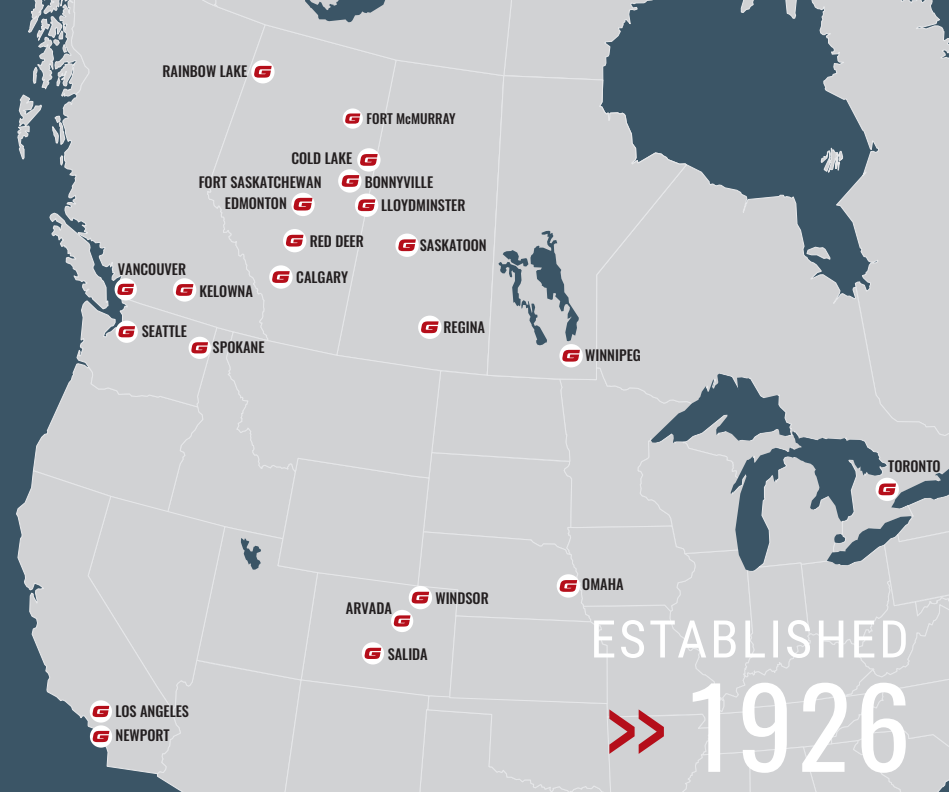 RAINBOW LAKE
FORT McMURRAY
COLD LAKE
FORT SASKATCHEWAN
BONNYVILLE
EDMONTON
LLOYDMINSTER
RED DEER
SASKATOON
VANCOUVER
CALGARY
KELOWNA
SEATTLE
REGINA
SPOKANE
WINNIPEG
TORONTO
OMAHA
WINDSOR
ARVADA
ESTABLISHED
SALIDA
LOS ANGELES
NEWPORT
>> 1926